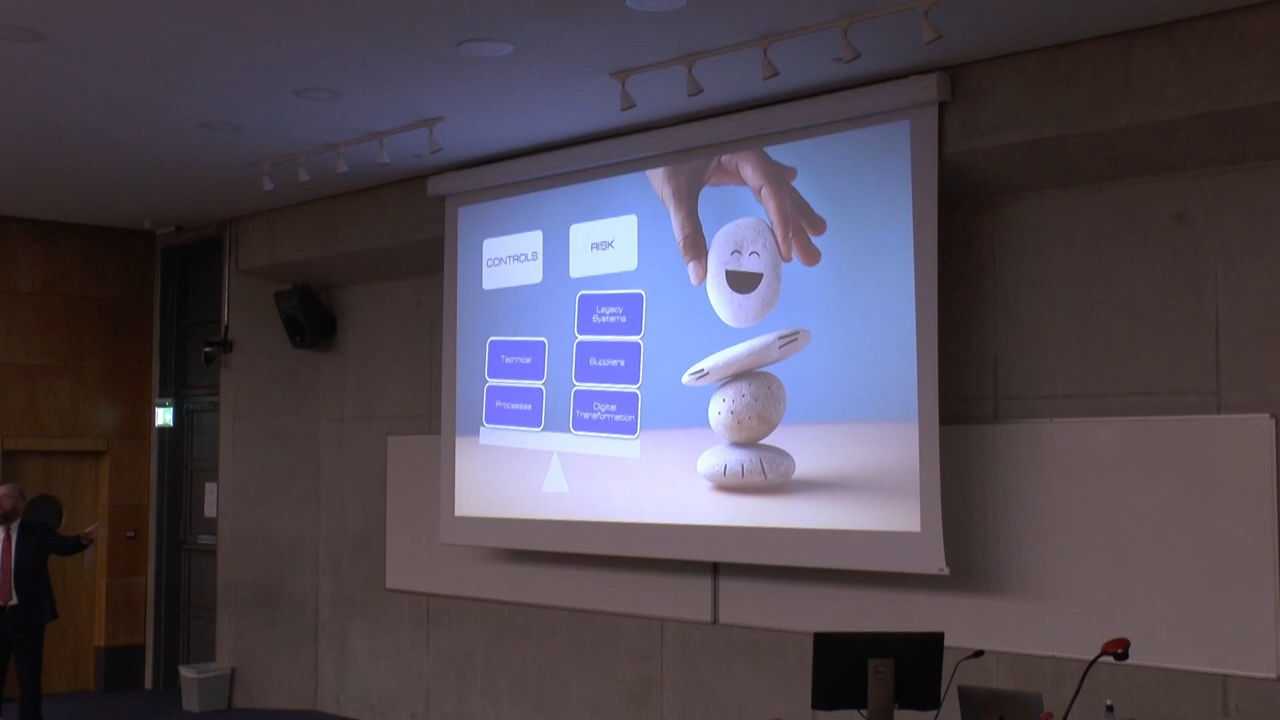 CONTROLS
RISK
Legacy
Systems
Technical
Suppliers
Processes
Digital
Transformation